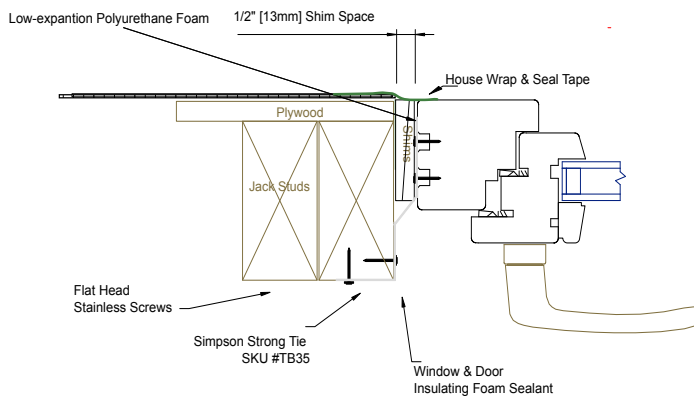 Low-expantion Polyurethane Foam
1/2" [13mm] Shim Space
House Wrap & Seal Tape
Plywood
Shims
Jack Studs
Flat Head
Stainless Screws
Simpson Strong Tie
SKU #TB35
Window & Door
Insulating Foam Sealant